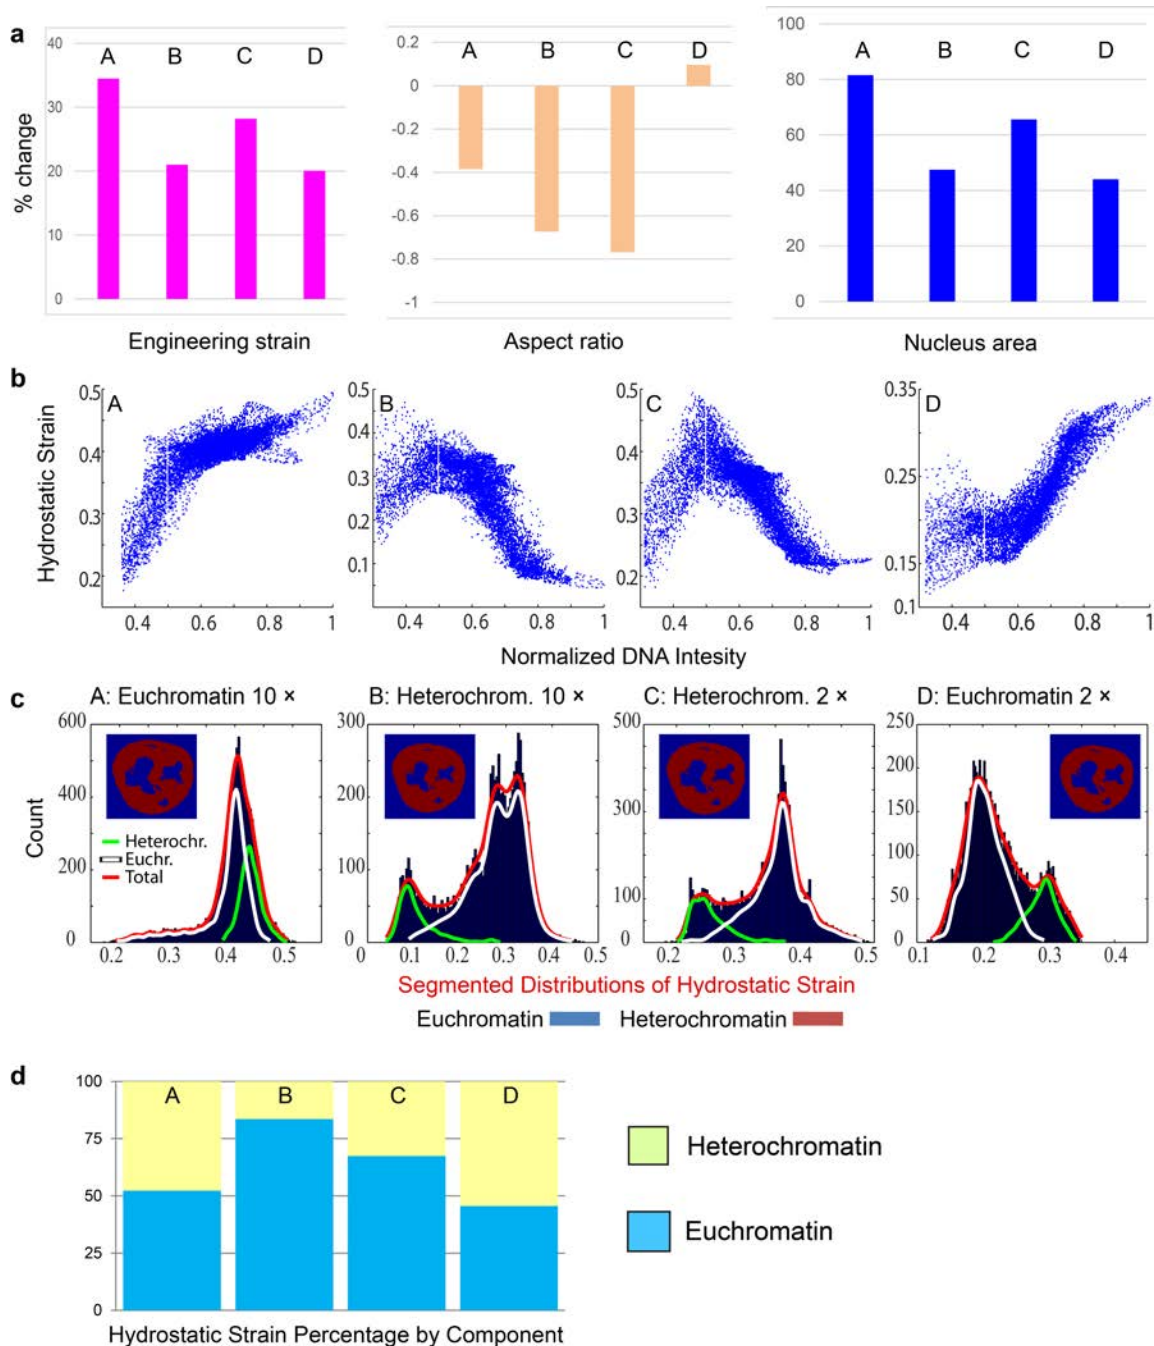 a
40
30
20
10
0
% change
A B C D
Engineering strain
0.2
0
-0.2
-0.4
-0.6
-0.8
-1
A B C D
Aspect ratio
100
80
60
40
20
0
A B C D
Nucleus area
b
Hydrostatic Strain
A
0.5
0.4
0.3
0.2
0.4 0.6 0.8 1
B
0.5
0.4
0.3
0.2
0.1
0.4 0.6 0.8 1
C
0.5
0.4
0.3
0.2
0.4 0.6 0.8 1
D
0.35
0.25
0.15
0.1
0.4 0.6 0.8 1
Normalized DNA Intesity
c
A: Euchromatin 10 × B: Heterochrom. 10 × C: Heterochrom. 2 × D: Euchromatin 2 ×
Count
600
400
200
0
Heterochr.
Euchr.
Total
0.2 0.3 0.4 0.5
300
200
100
0
0 0.1 0.2 0.3 0.4 0.5
500
300
100
0
0.2 0.3 0.4 0.5
250
200
150
100
50
0
0.1 0.2 0.3 0.4
Segmented Distributions of Hydrostatic Strain
Euchromatin Heterochromatin
d
100
75
50
25
0
A B C D
Hydrostatic Strain Percentage by Component
Heterochromatin
Euchromatin